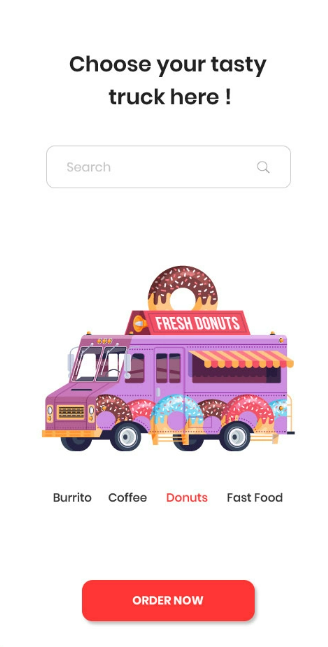 Choose your tasty
truck here !
Search
FRESH DONUTS
Burrito Coffee Donuts Fast Food
ORDER NOW